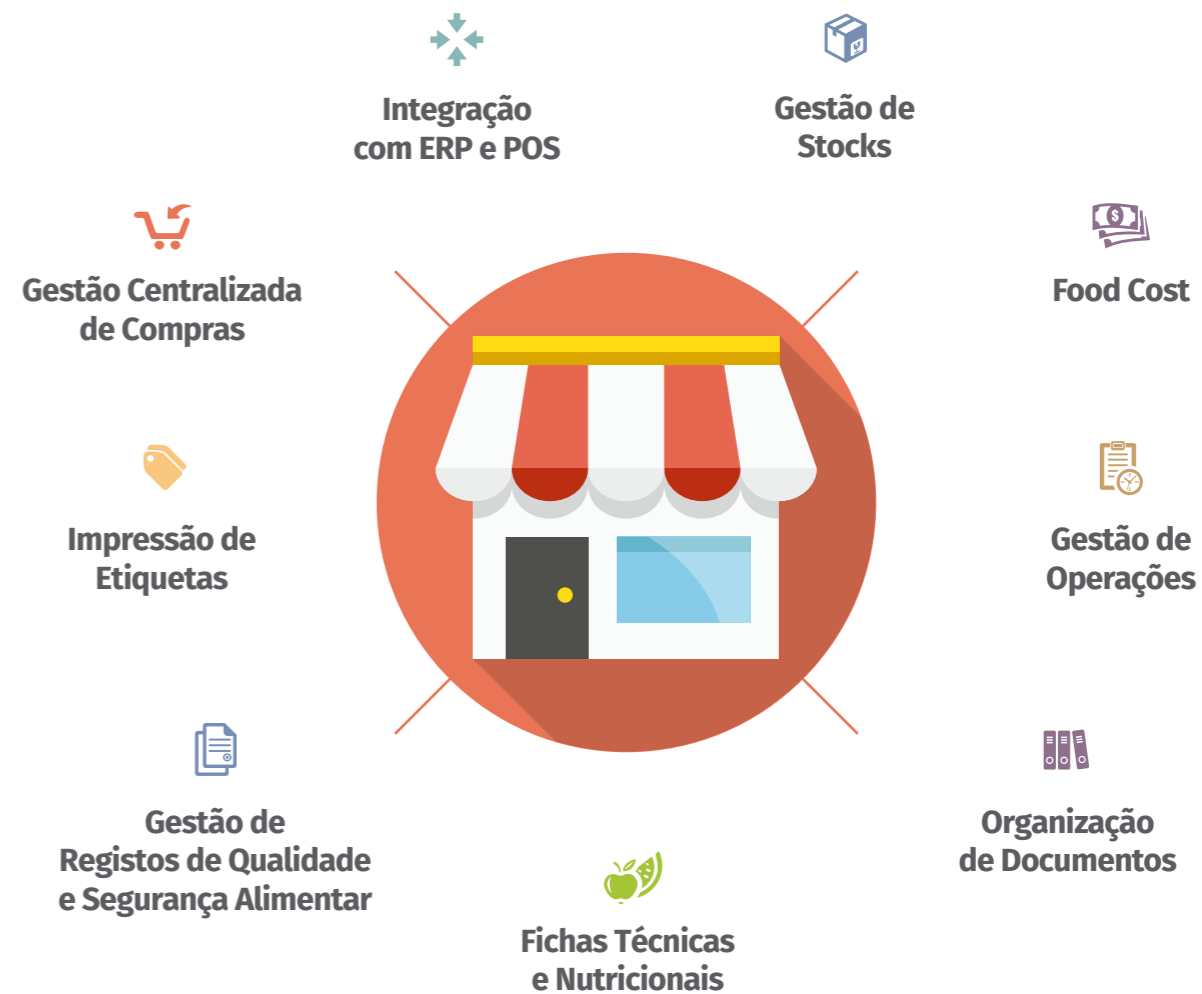 Integração
com ERP e POS
Gestão de
Stocks
Gestão Centralizada
de Compras
Food Cost
Impressão de
Etiquetas
Gestão de
Operações
Gestão de
Registos de Qualidade
e Segurança Alimentar
Organização
de Documentos
Fichas Técnicas
e Nutricionais